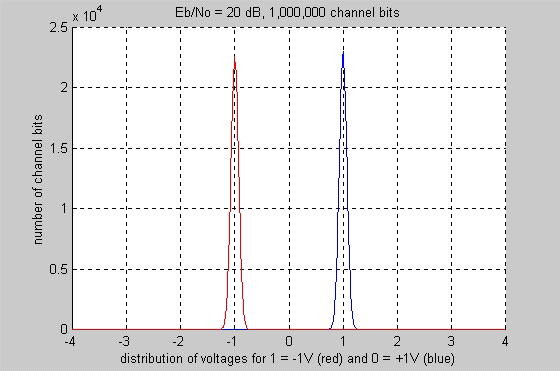 Eb/No = 20 dB, 1,000,000 channel bits
x 10^4
2.5
2
1.5
1
0.5
0
number of channel bits
-4 -3 -2 -1 0 1 2 3 4
distribution of voltages for 1 = -1V (red) and 0 = +1V (blue)